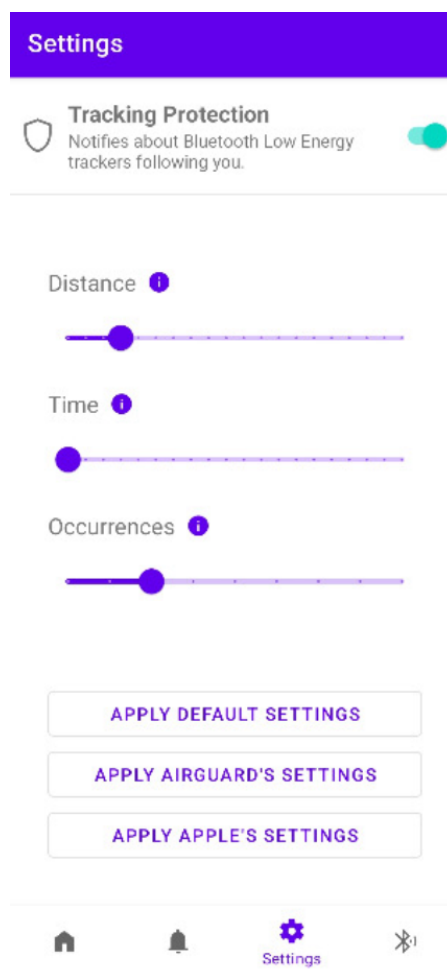 Settings
Tracking Protection
Notifies about Bluetooth Low Energy
trackers following you.
Distance
Time
Occurrences
APPLY DEFAULT SETTINGS
APPLY AIRGUARD'S SETTINGS
APPLY APPLE'S SETTINGS
Settings